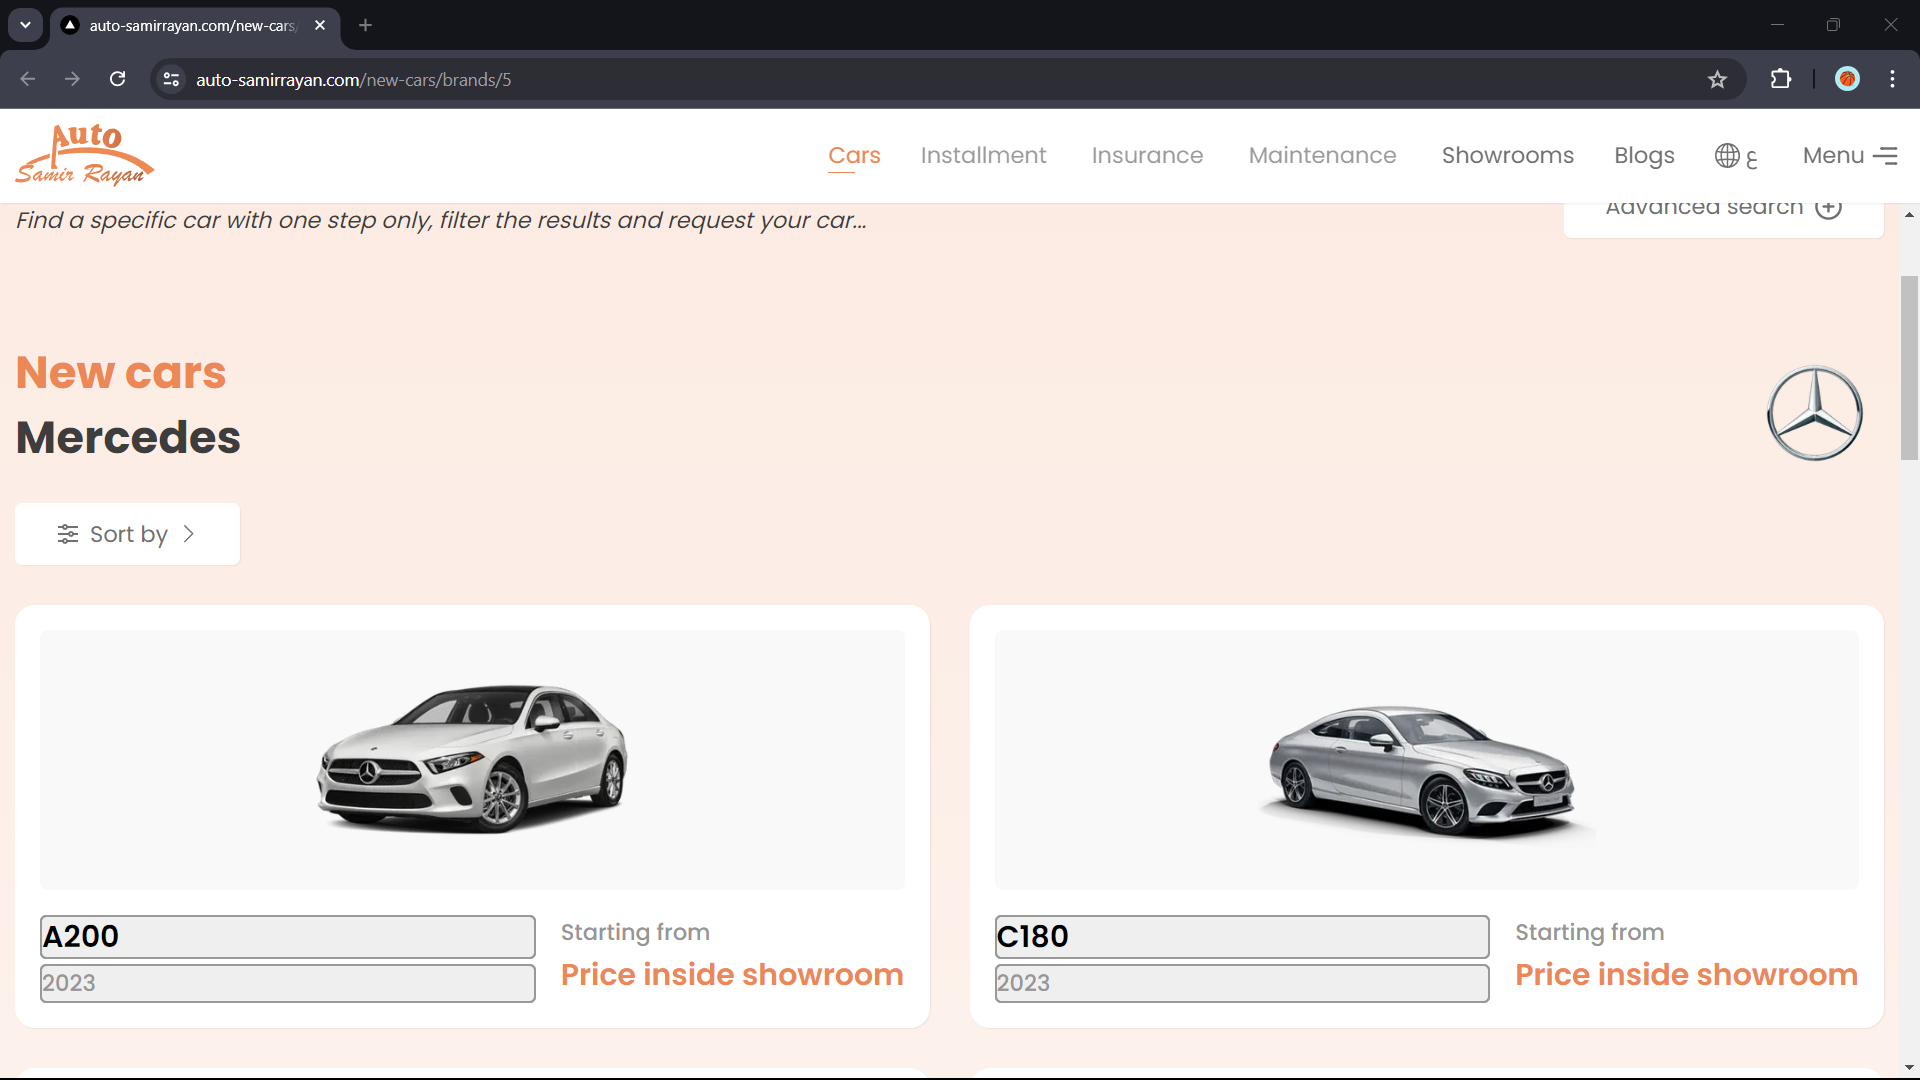 auto-samirrayan.com/new-cars/
auto-samirrayan.com/new-cars/brands/5
Auto
Samir Rayan
Cars
Installment
Insurance
Maintenance
Showrooms
Blogs
ع
Menu
Find a specific car with one step only, filter the results and request your car...
Advanced search
New cars
Mercedes
Sort by
A200
2023
Starting from
Price inside showroom
C180
2023
Starting from
Price inside showroom